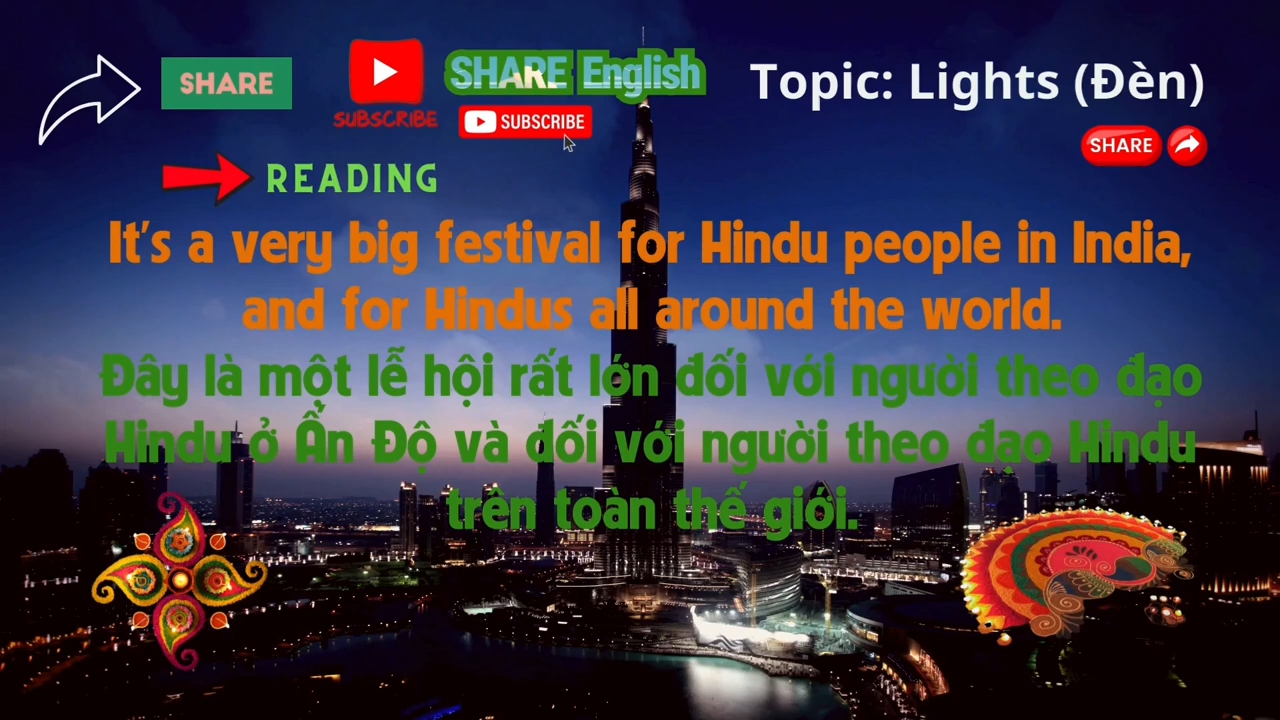 SHARE
SUBSCRIBE
SHARE English
SUBSCRIBE
Topic: Lights (Đèn)
SHARE
READING
It's a very big festival for Hindu people in India,
and for Hindus all around the world.
Đây là một lễ hội rất lớn đối với người theo đạo
Hindu ở Ấn Độ và đối với người theo đạo Hindu
trên toàn thế giới.